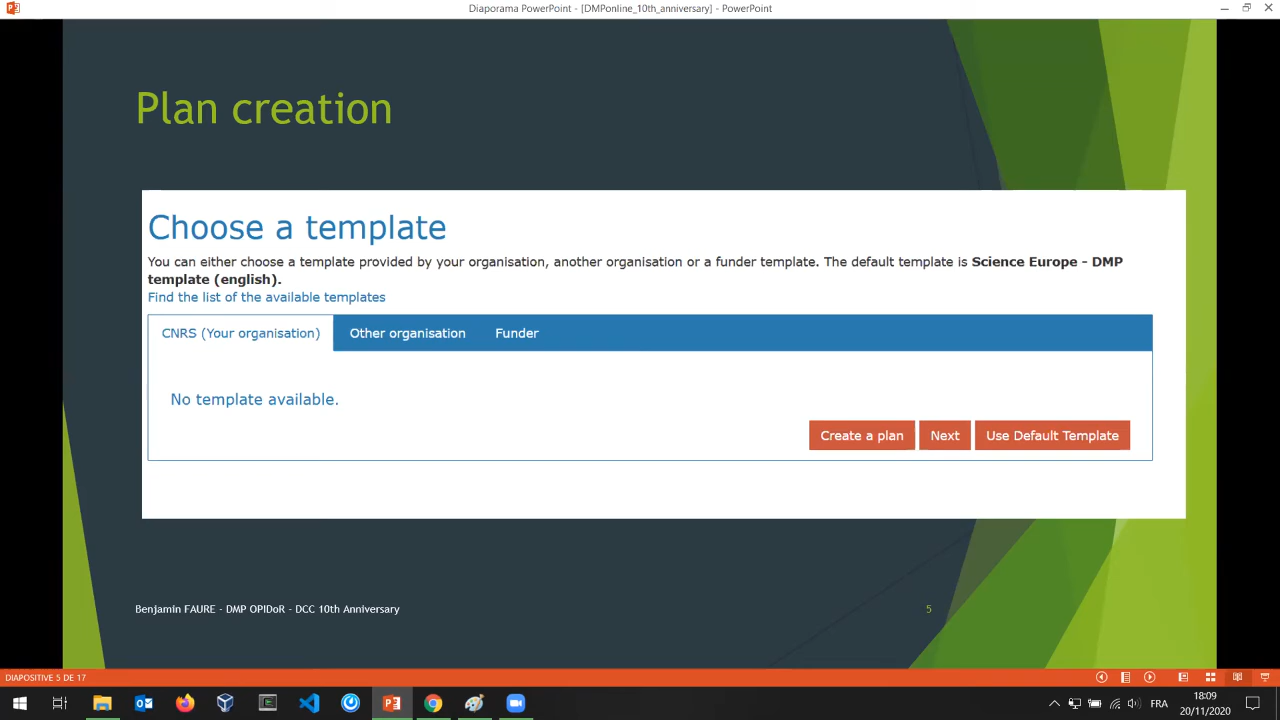 Diaporama PowerPoint - [DMPonline_10th_anniversary] - PowerPoint
Plan creation
Choose a template
You can either choose a template provided by your organisation, another organisation or a funder template. The default template is Science Europe - DMP
template (english).
Find the list of the available templates
CNRS (Your organisation) Other organisation Funder
No template available.
Create a plan Next Use Default Template
Benjamin FAURE - DMP OPIDoR - DCC 10th Anniversary 5
DIAPOSITIVE 5 DE 17
FRA 18:09
20/11/2020